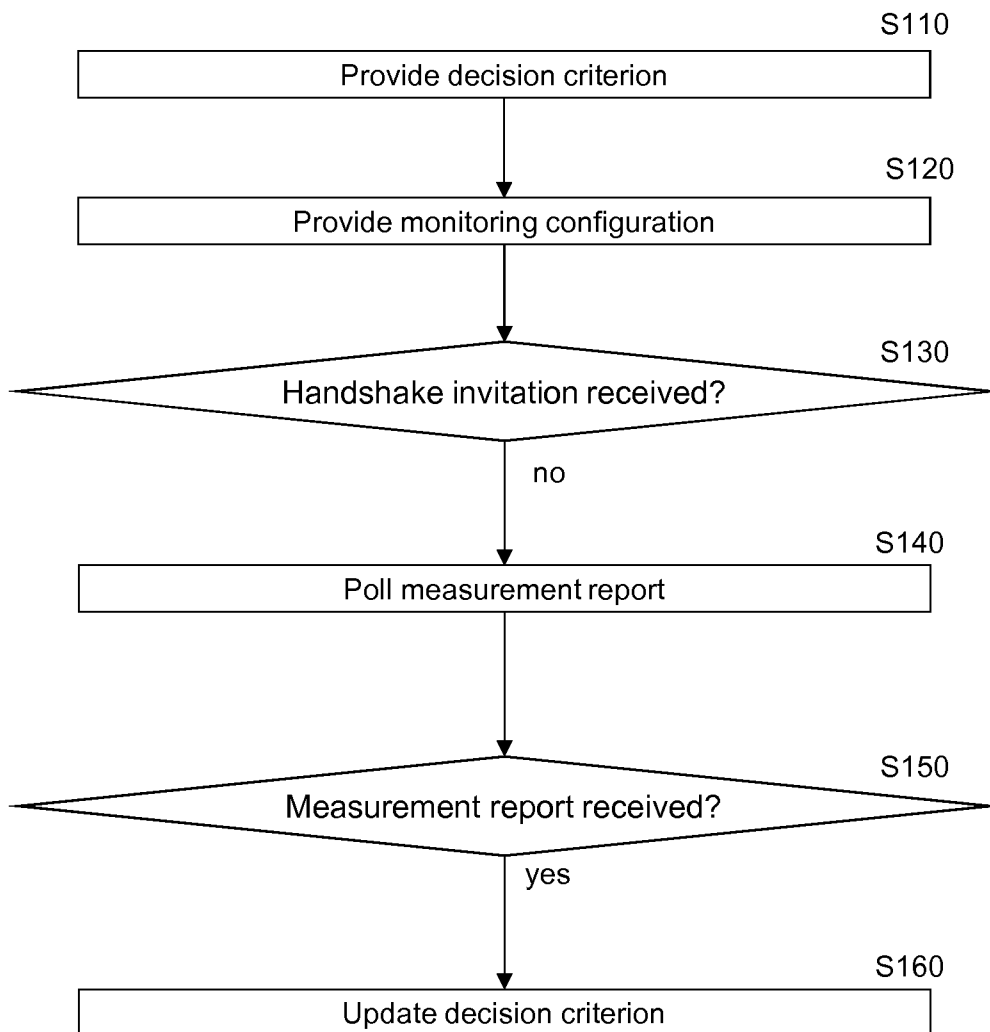 S110
Provide decision criterion
S120
Provide monitoring configuration
S130
Handshake invitation received?
no
S140
Poll measurement report
S150
Measurement report received?
yes
S160
Update decision criterion